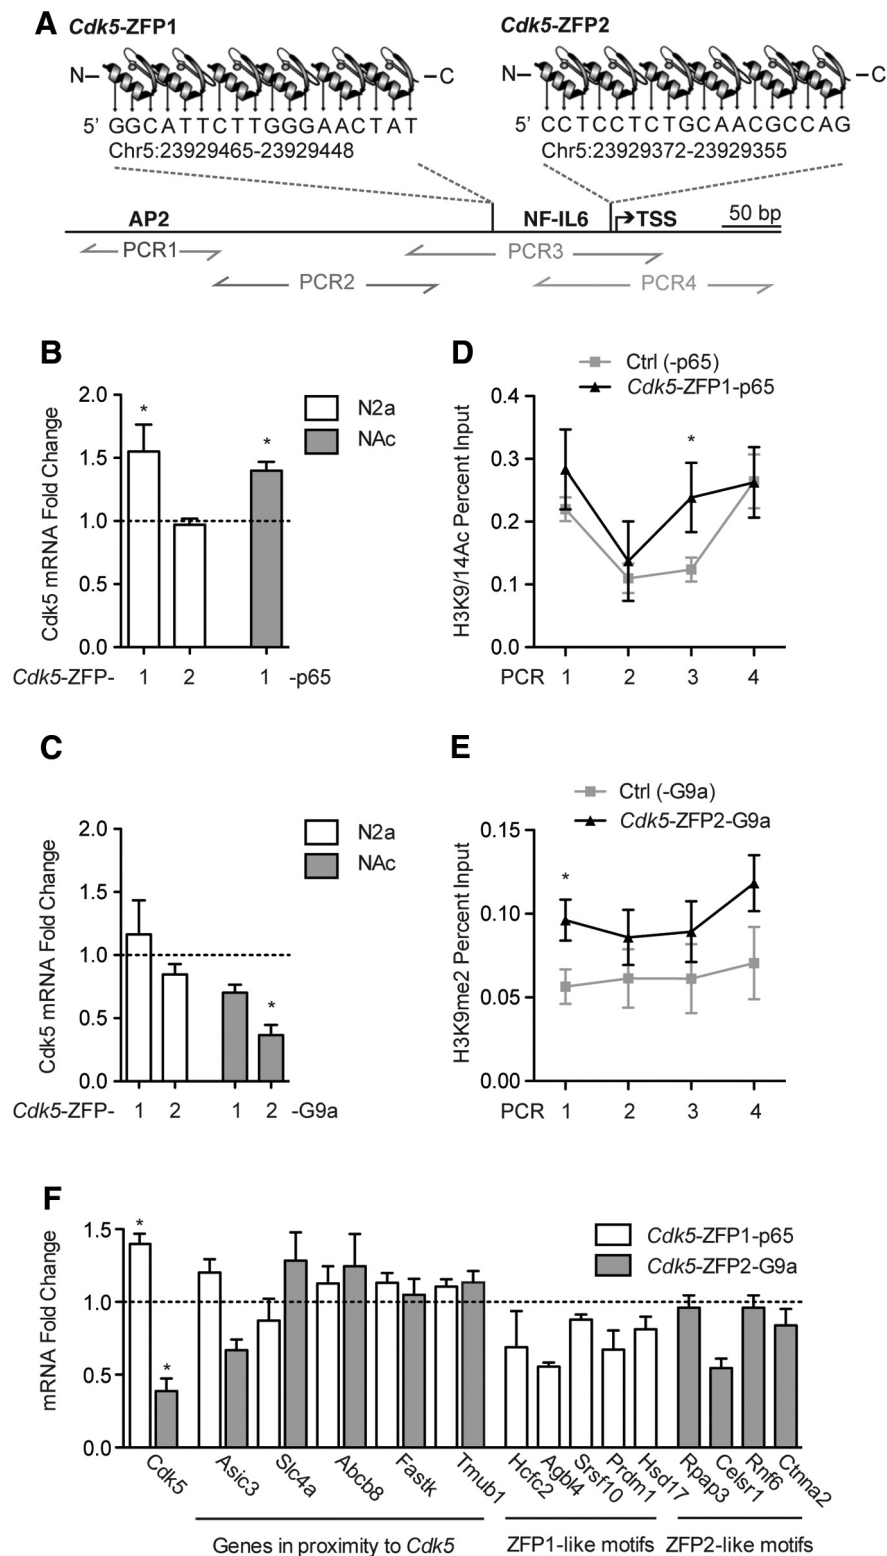 A
Cdk5-ZFP1
Cdk5-ZFP2
N
C
N
C
5’ GGCATTCTTGGGAACTAT
5’ CCTCCTCTGCAACGCCAG
Chr5:23929465-23929448
Chr5:23929372-23929355
AP2
NF-IL6
TSS
50 bp
PCR1
PCR3
PCR2
PCR4
B
Cdk5 mRNA Fold Change
2.0
1.5
1.0
0.5
0.0
*
*
N2a
NAc
Cdk5-ZFP- 1 2 1 -p65
D
Ctrl (-p65)
Cdk5-ZFP1-p65
H3K9/14Ac Percent Input
0.4
0.3
0.2
0.1
0.0
*
PCR 1 2 3 4
C
Cdk5 mRNA Fold Change
2.0
1.5
1.0
0.5
0.0
*
N2a
NAc
Cdk5-ZFP- 1 2 1 2 -G9a
E
Ctrl (-G9a)
Cdk5-ZFP2-G9a
H3K9me2 Percent Input
0.15
0.10
0.05
0.00
*
PCR 1 2 3 4
F
mRNA Fold Change
1.5
1.0
0.5
0.0
*
*
Cdk5-ZFP1-p65
Cdk5-ZFP2-G9a
Cdk5
Asic3
Slc4a
Abcb8
Fastk
Tmub1
Hcfc2
Agbl4
Srsf10
Prdm1
Hsd17
Rpap3
Celsr1
Rnf6
Ctnna2
Genes in proximity to Cdk5
ZFP1-like motifs
ZFP2-like motifs